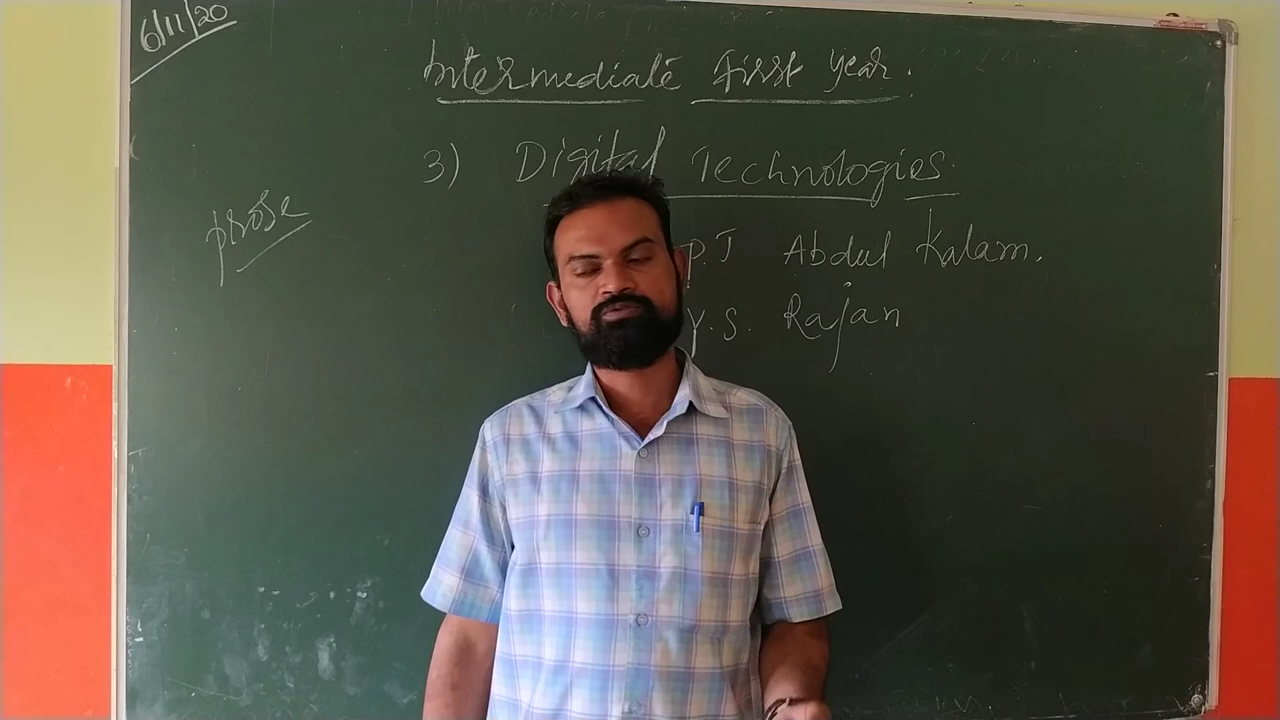 6/11/20
Intermediate first year.
3) Digital Technologies.
prose
P.J Abdul Kalam.
Y.S. Rajan